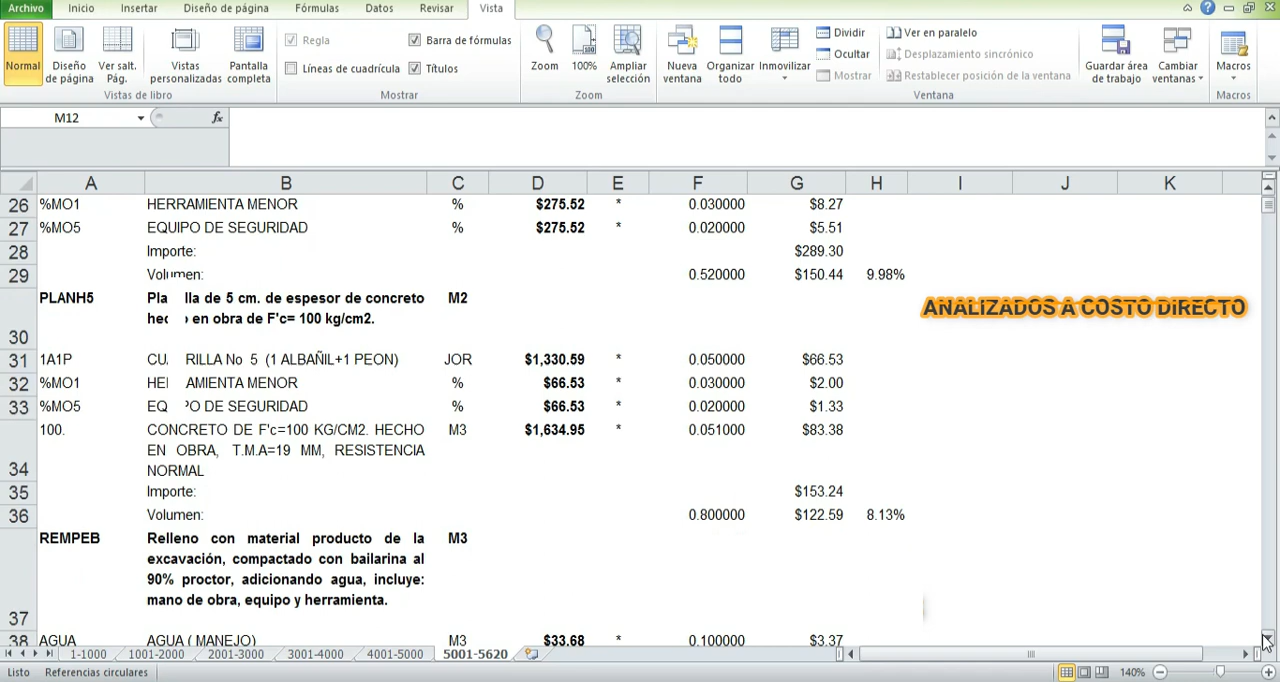 Archivo Inicio Insertar Diseño de página Fórmulas Datos Revisar Vista
Normal Diseño de página Ver salt. Pág. Vistas personalizadas Pantalla completa
Vistas de libro
Regla Barra de fórmulas
Líneas de cuadrícula Títulos
Mostrar
Zoom 100% Ampliar selección
Zoom
Nueva ventana Organizar todo Inmovilizar
Dividir
Ocultar
Mostrar
Ver en paralelo
Desplazamiento sincrónico
Restablecer posición de la ventana
Guardar área de trabajo Cambiar ventanas
Ventana
Macros
Macros
M12 fx
A B C D E F G H I J K
26 %MO1 HERRAMIENTA MENOR % $275.52 * 0.030000 $8.27
27 %MO5 EQUIPO DE SEGURIDAD % $275.52 * 0.020000 $5.51
28 Importe: $289.30
29 Volumen: 0.520000 $150.44 9.98%
30 PLANH5 Pla lla de 5 cm. de espesor de concreto M2
hec o en obra de F'c= 100 kg/cm2.
ANALIZADOS A COSTO DIRECTO
31 1A1P CU RILLA No 5 (1 ALBAÑIL+1 PEON) JOR $1,330.59 * 0.050000 $66.53
32 %MO1 HE AMIENTA MENOR % $66.53 * 0.030000 $2.00
33 %MO5 EQ PO DE SEGURIDAD % $66.53 * 0.020000 $1.33
34 100. CONCRETO DE F'c=100 KG/CM2. HECHO M3 $1,634.95 * 0.051000 $83.38
EN OBRA, T.M.A=19 MM, RESISTENCIA
NORMAL
35 Importe: $153.24
36 Volumen: 0.800000 $122.59 8.13%
37 REMPEB Relleno con material producto de la M3
excavación, compactado con bailarina al
90% proctor, adicionando agua, incluye:
mano de obra, equipo y herramienta.
38 AGUA AGUA ( MANEJO) M3 $33.68 * 0.100000 $3.37
1-1000 1001-2000 2001-3000 3001-4000 4001-5000 5001-5620
Listo Referencias circulares 140%